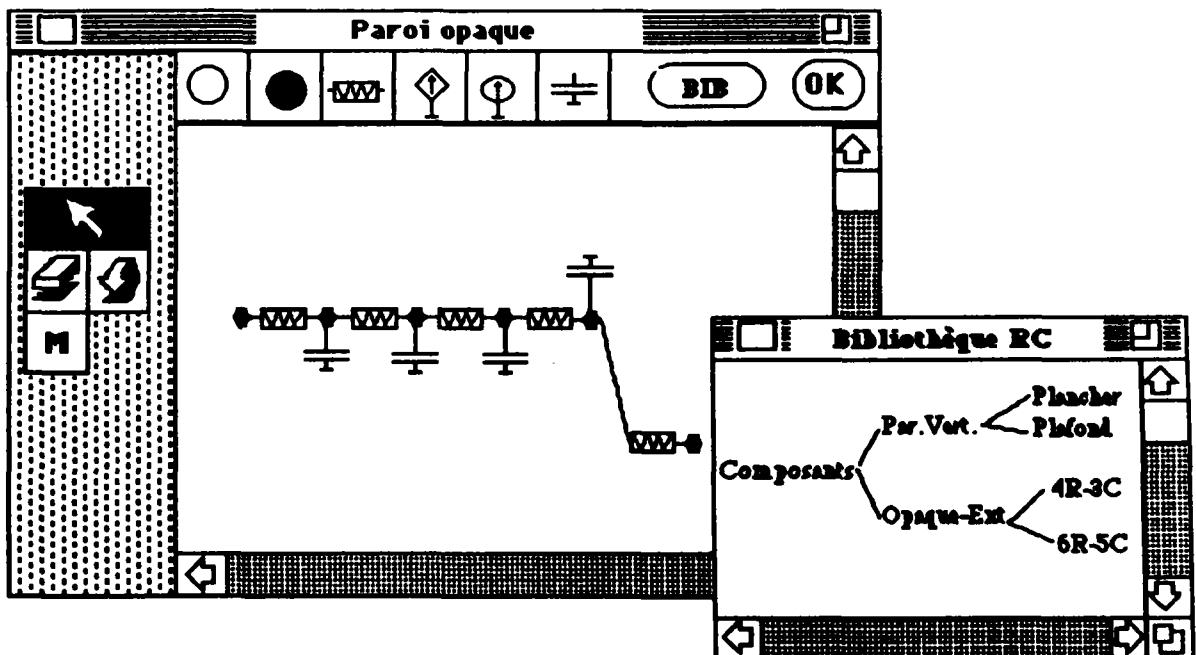 Paroi opaque
BIB OK
M
Bibliothèque RC
Plancher
Par.Vert.
Plafond
Composants
4R-3C
Opaque-Ext
6R-5C